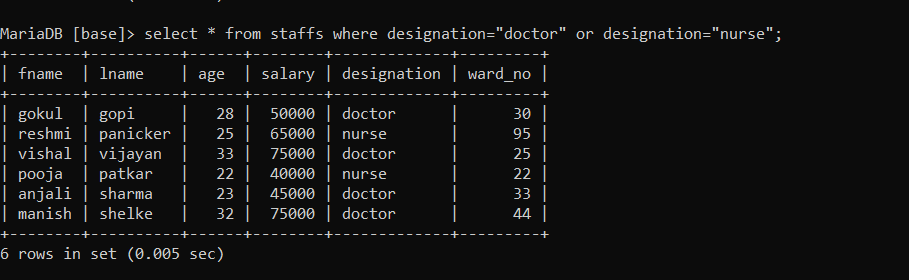 MariaDB [base]> select * from staffs where designation="doctor" or designation="nurse";
+--------+----------+------+--------+-------------+---------+
| fname  | lname    | age  | salary | designation | ward_no |
+--------+----------+------+--------+-------------+---------+
| gokul  | gopi     |   28 |  50000 | doctor      |      30 |
| reshmi | panicker |   25 |  65000 | nurse       |      95 |
| vishal | vijayan  |   33 |  75000 | doctor      |      25 |
| pooja  | patkar   |   22 |  40000 | nurse       |      22 |
| anjali | sharma   |   23 |  45000 | doctor      |      33 |
| manish | shelke   |   32 |  75000 | doctor      |      44 |
+--------+----------+------+--------+-------------+---------+
6 rows in set (0.005 sec)